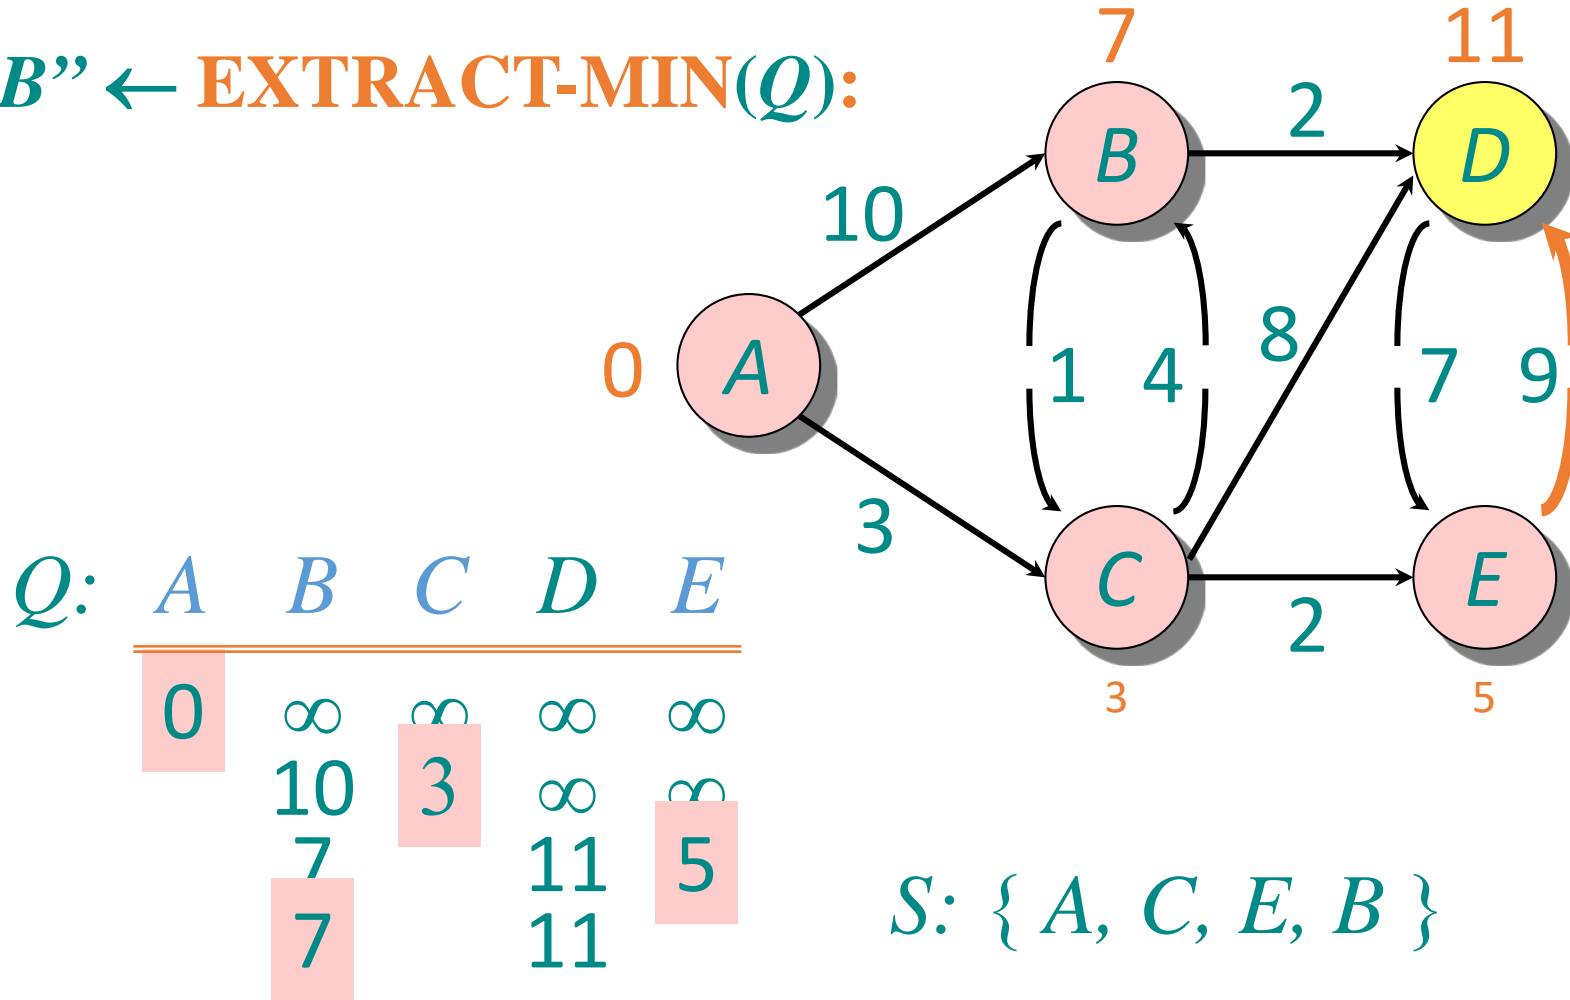 B” ← EXTRACT-MIN(Q):
7 11
B 2 D
10
0 A 1 4 8 7 9
3
C 2 E
3 5
Q: A B C D E
0 ∞ ∞ ∞ ∞
10 3 ∞ ∞
7 11 5
7 11
S: { A, C, E, B }